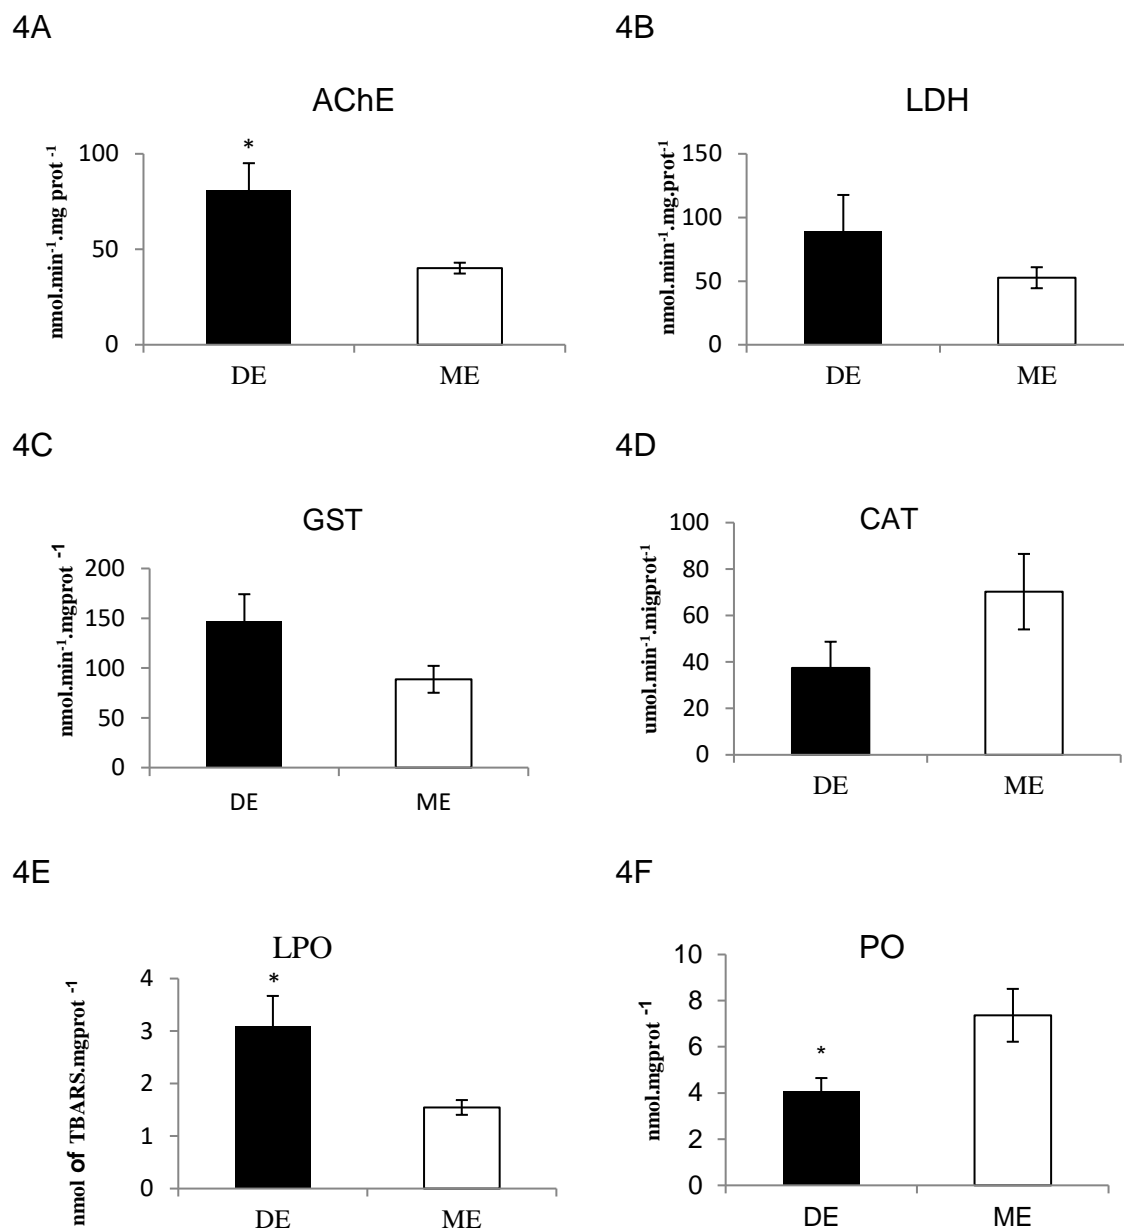 4A
4B
AChE
LDH
nmol.min⁻¹.mg prot ⁻¹
100
50
0
*
DE
ME
nmol.mim⁻¹.mg.prot⁻¹
150
100
50
0
DE
ME
4C
4D
GST
CAT
nmol.min⁻¹.mgprot ⁻¹
200
150
100
50
0
DE
ME
umol.min⁻¹.migprot⁻¹
100
80
60
40
20
0
DE
ME
4E
4F
LPO
PO
nmol of TBARS.mgprot ⁻¹
4
3
2
1
0
*
DE
ME
nmol.mgprot ⁻¹
10
8
6
4
2
0
*
DE
ME